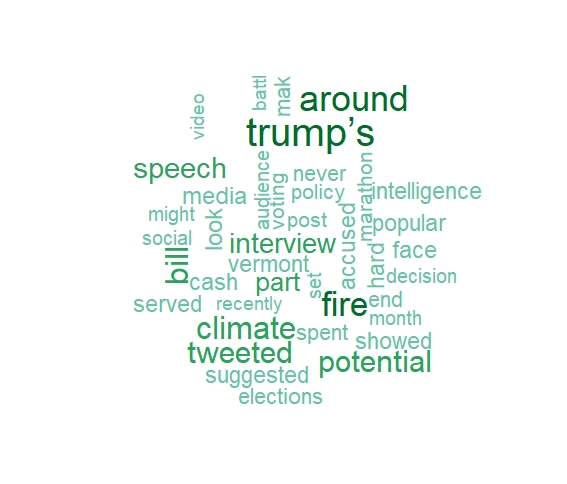 video
battl
mak
around
trump’s
speech
audience
never
marathon
media
voting
policy
intelligence
might
look
post
accused
popular
social
interview
hard
face
bill
vermont
cash
part
set
decision
served
recently
fire
end
climate
spent
month
tweeted
showed
potential
suggested
elections